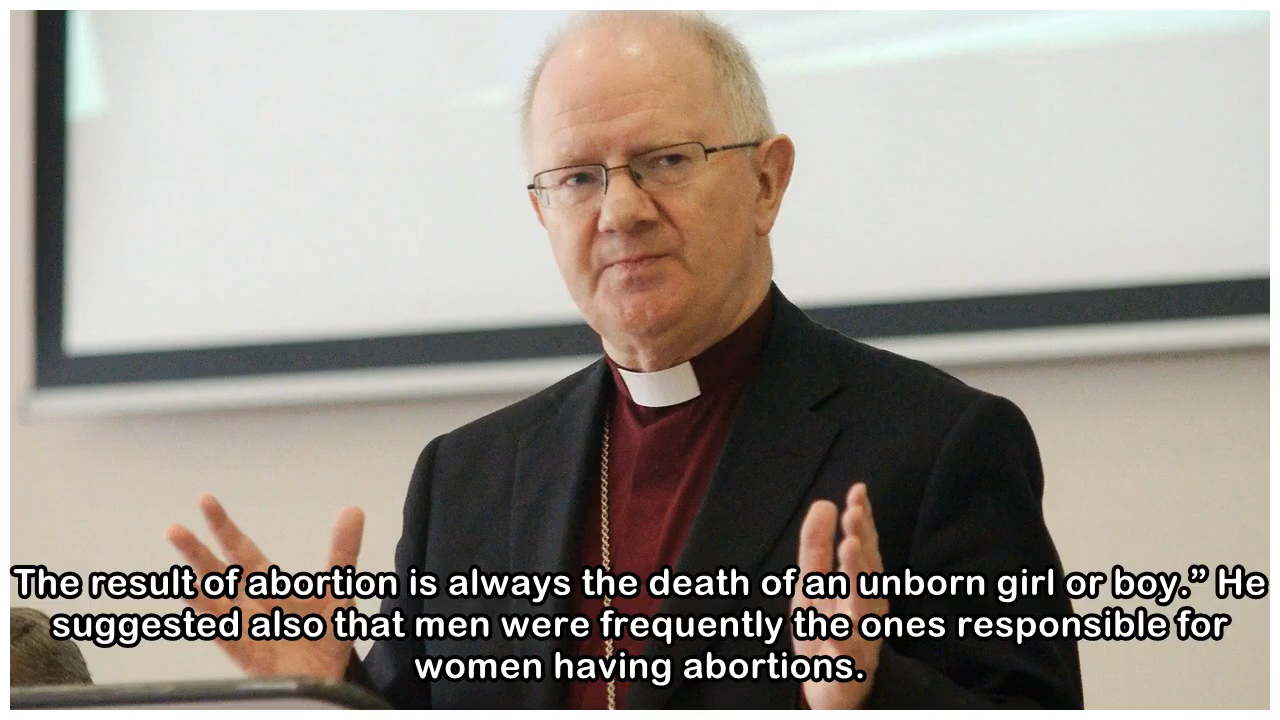 The result of abortion is always the death of an unborn girl or boy.” He
suggested also that men were frequently the ones responsible for
women having abortions.